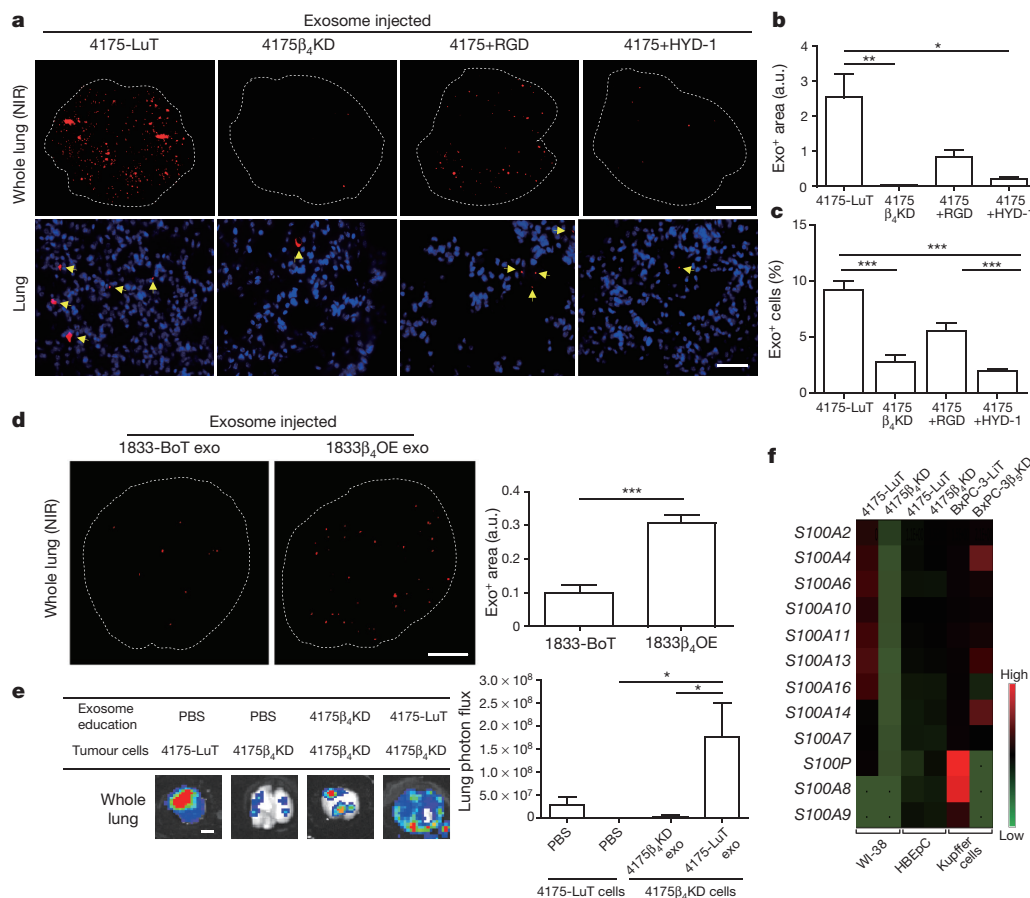 a
Exosome injected
4175-LuT
4175β4KD
4175+RGD
4175+HYD-1
Whole lung (NIR)
Lung
b
Exo+ area (a.u.)
4
3
2
1
0
*
**
4175-LuT
4175
β4KD
4175
+RGD
4175
+HYD-1
c
Exo+ cells (%)
15
10
5
0
***
***
***
4175-LuT
4175
β4KD
4175
+RGD
4175
+HYD-1
d
Exosome injected
1833-BoT exo
1833β4OE exo
Whole lung (NIR)
Exo+ area (a.u.)
0.4
0.3
0.2
0.1
0
***
1833-BoT
1833β4OE
e
Exosome education
PBS
PBS
4175β4KD
4175-LuT
Tumour cells
4175-LuT
4175β4KD
4175β4KD
4175β4KD
Whole
lung
Lung photon flux
3.0 × 10^8
2.5 × 10^8
2.0 × 10^8
1.5 × 10^8
1.0 × 10^8
5.0 × 10^7
0
*
*
PBS
PBS
4175β4KD
exo
4175-LuT
exo
4175-LuT cells
4175β4KD cells
f
4175-LuT
4175β4KD
4175-LuT
4175β4KD
BxPC-3-LiT
BxPC-3β5KD
S100A2
S100A4
S100A6
S100A10
S100A11
S100A13
S100A16
S100A14
S100A7
S100P
S100A8
S100A9
WI-38
HBEpC
Kupffer
cells
High
Low